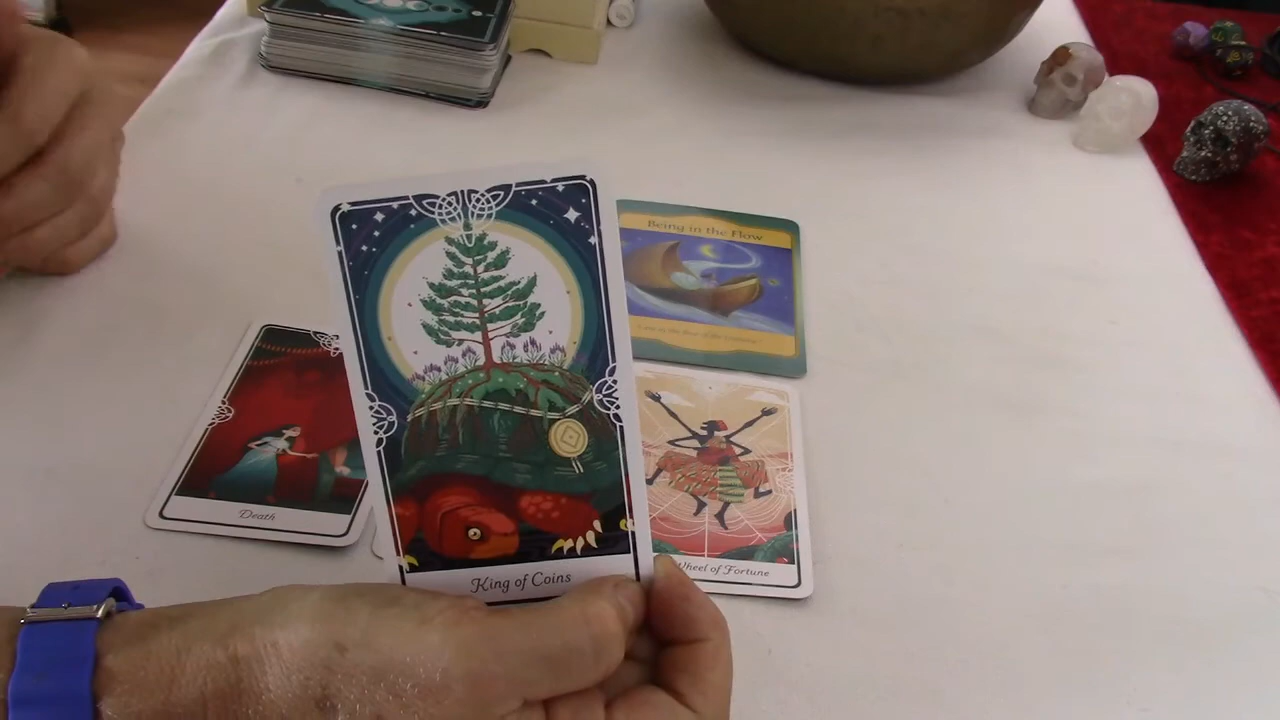 Being in the Flow
Death
King of Coins
Wheel of Fortune